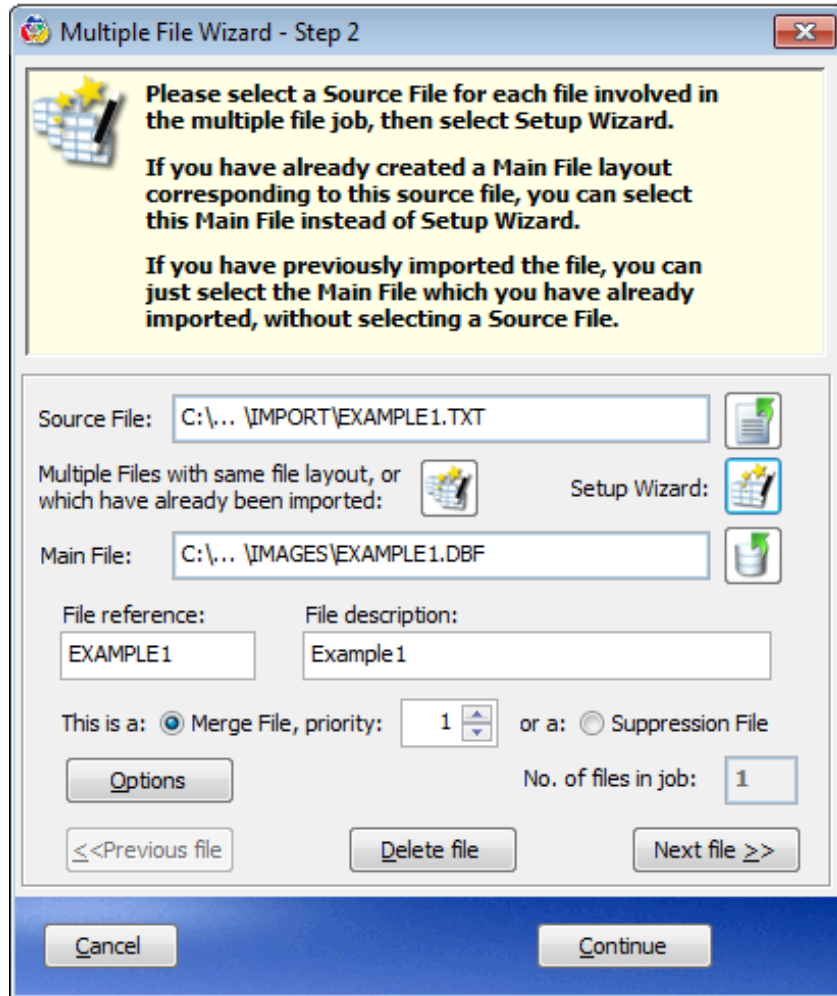 Multiple File Wizard - Step 2
Please select a Source File for each file involved in
the multiple file job, then select Setup Wizard.
If you have already created a Main File layout
corresponding to this source file, you can select
this Main File instead of Setup Wizard.
If you have previously imported the file, you can
just select the Main File which you have already
imported, without selecting a Source File.
Source File: C:\... \IMPORT\EXAMPLE1.TXT
Multiple Files with same file layout, or
which have already been imported:
Setup Wizard:
Main File: C:\... \IMAGES\EXAMPLE1.DBF
File reference: File description:
EXAMPLE1 Example1
This is a: Merge File, priority: 1 or a: Suppression File
Options No. of files in job: 1
<<Previous file Delete file Next file >>
Cancel Continue